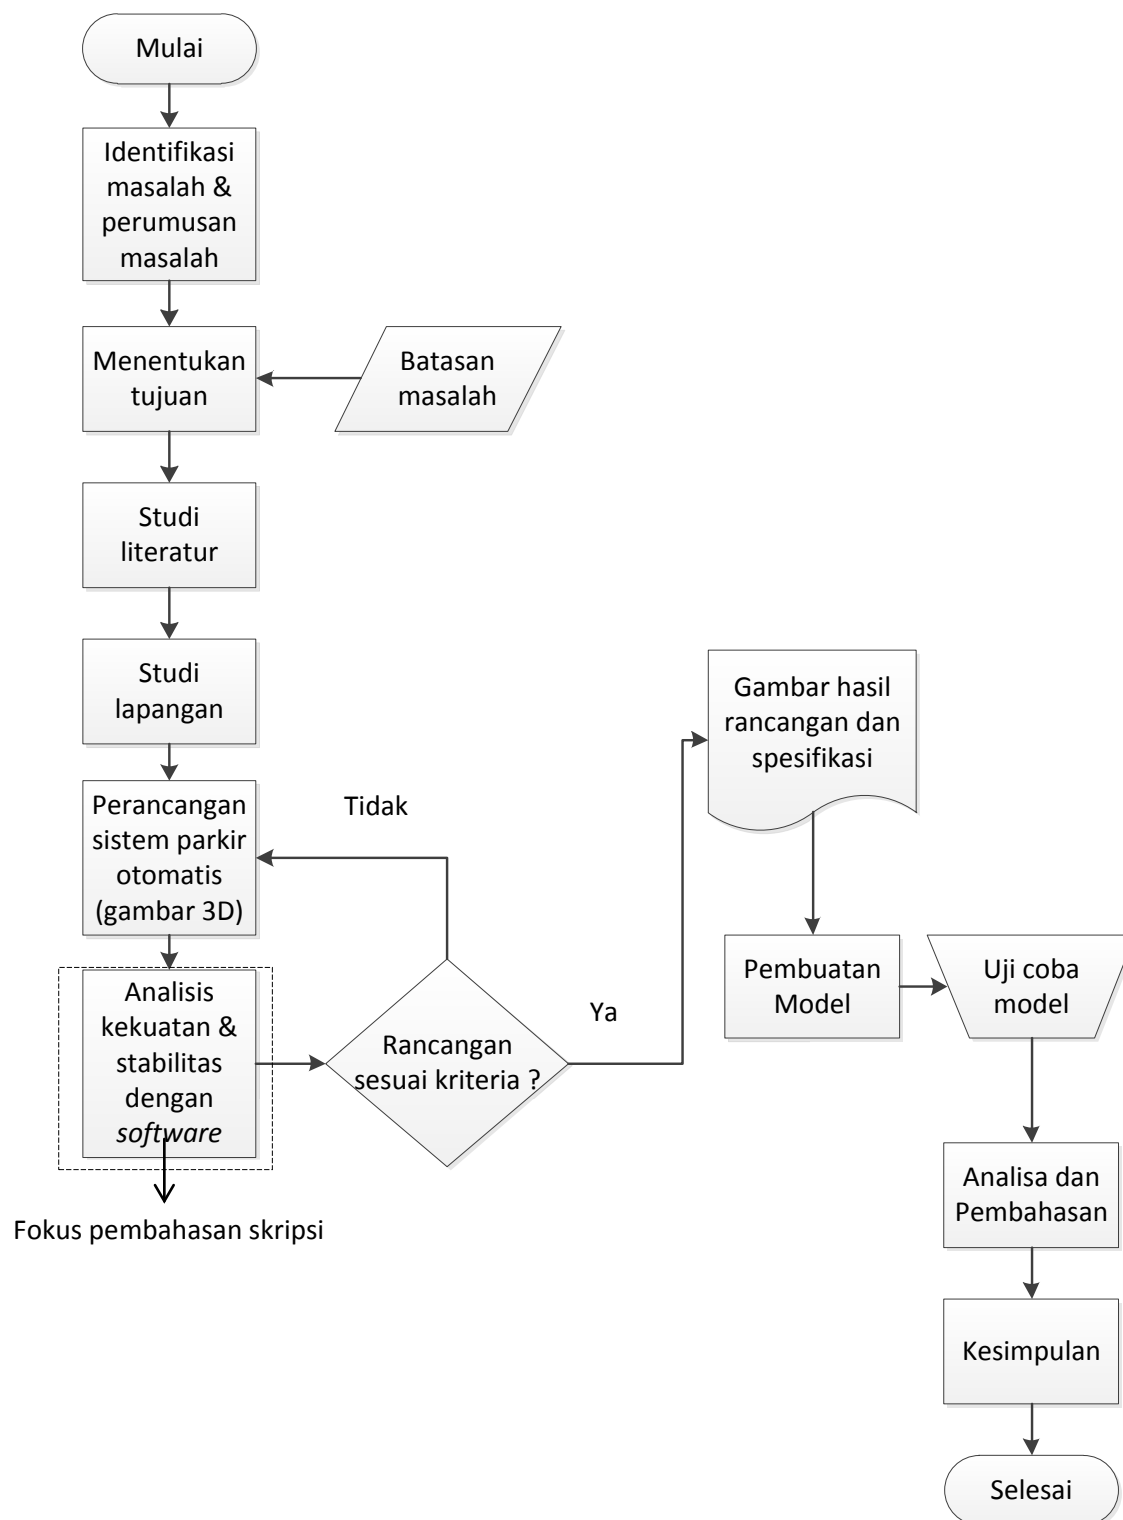 Mulai
Identifikasi
masalah &
perumusan
masalah
Menentukan
tujuan
Batasan
masalah
Studi
literatur
Studi
lapangan
Perancangan
sistem parkir
otomatis
(gambar 3D)
Tidak
Analisis
kekuatan &
stabilitas
dengan
software
Fokus pembahasan skripsi
Rancangan
sesuai kriteria ?
Ya
Gambar hasil
rancangan dan
spesifikasi
Pembuatan
Model
Uji coba
model
Analisa dan
Pembahasan
Kesimpulan
Selesai